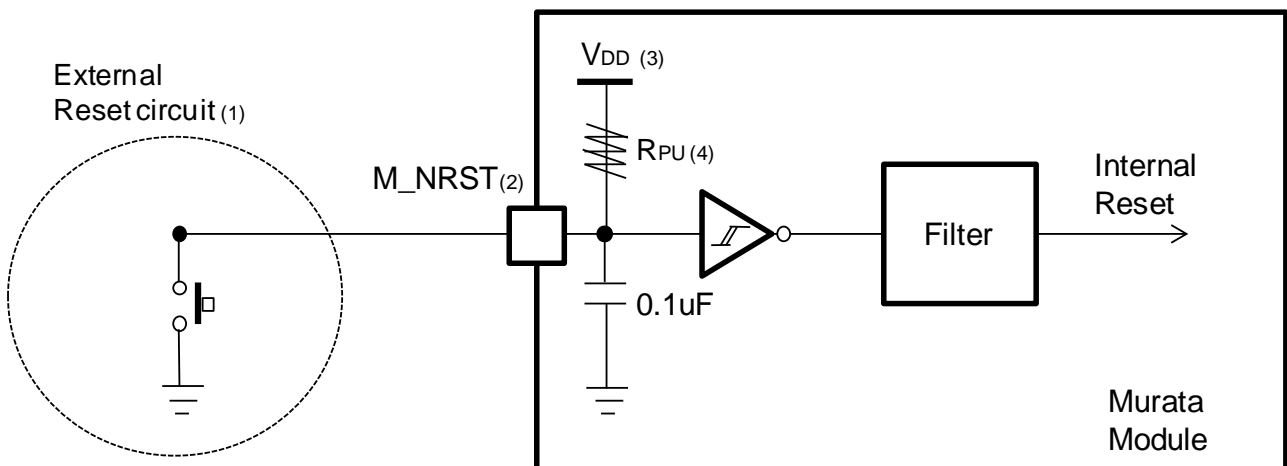 External
Reset circuit (1)
M_NRST(2)
VDD (3)
RPU (4)
0.1uF
Filter
Internal
Reset
Murata
Module